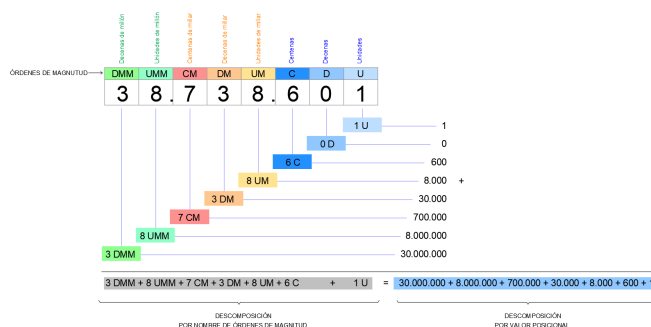 Decenas de millón
Unidades de millón
Centenas de millar
Decenas de millar
Unidades de millar
Centenas
Decenas
Unidades
ÓRDENES DE MAGNUTUD
DMM UMM CM DM UM C D U
3 8.7 3 8.6 0 1
1 U 1
0 D 0
6 C 600
8 UM 8.000 +
3 DM 30.000
7 CM 700.000
8 UMM 8.000.000
3 DMM 30.000.000
3 DMM + 8 UMM + 7 CM + 3 DM + 8 UM + 6 C + 1 U = 30.000.000 + 8.000.000 + 700.000 + 30.000 + 8.000 + 600 + 1
DESCOMPOSICIÓN DESCOMPOSICIÓN
POR NOMBRE DE ÓRDENES DE MAGNITUD POR VALOR POSICIONAL